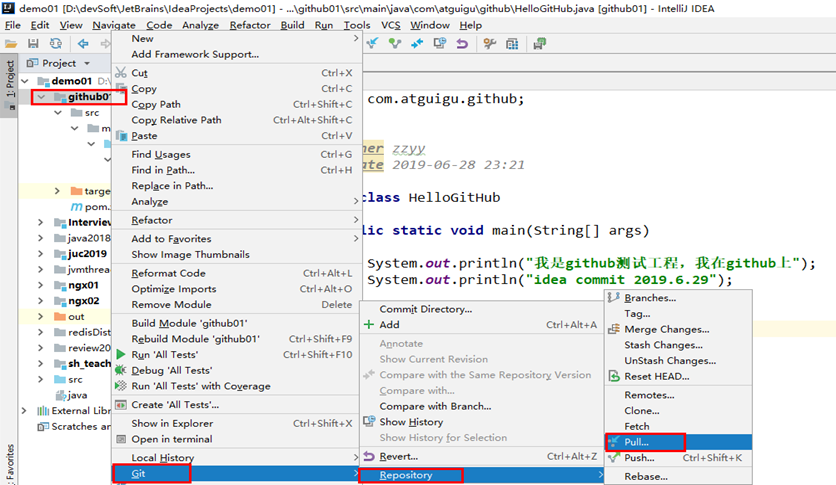 demo01 [D:\devSoft\JetBrains\IdeaProjects\demo01] - ...\github01\src\main\java\com\atguigu\github\HelloGitHub.java [github01] - IntelliJ IDEA
File Edit View Navigate Code Analyze Refactor Build Run Tools VCS Window Help
1: Project
Project
demo01 D:\
github01
src
m
targe
pom.
Interview
java2018
juc2019
jvmthrea
ngx01
ngx02
out
redisDist
review20
sh_teach
src
java
External Libr
Scratches an
Favorites
New
Add Framework Support...
Cut Ctrl+X
Copy Ctrl+C
Copy Path Ctrl+Shift+C
Copy Relative Path Ctrl+Alt+Shift+C
Paste Ctrl+V
Find Usages Ctrl+G
Find in Path... Ctrl+H
Replace in Path...
Analyze
Refactor
Add to Favorites
Show Image Thumbnails
Reformat Code Ctrl+Alt+L
Optimize Imports Ctrl+Alt+O
Remove Module Delete
Build Module 'github01'
Rebuild Module 'github01' Ctrl+Shift+F9
Run 'All Tests' Ctrl+Shift+F10
Debug 'All Tests'
Run 'All Tests' with Coverage
Create 'All Tests'...
Show in Explorer Ctrl+Shift+X
Open in terminal
Local History
Git
com.atguigu.github;
her zzyy
ate 2019-06-28 23:21
class HelloGitHub
lic static void main(String[] args)
System.out.println("我是github测试工程，我在github上");
System.out.println("idea commit 2019.6.29");
Commit Directory...
Add Ctrl+Alt+A
Annotate
Show Current Revision
Compare with the Same Repository Version
Compare with...
Compare with Branch...
Show History
Show History for Selection
Revert... Ctrl+Alt+Z
Repository
Branches...
Tag...
Merge Changes...
Stash Changes...
UnStash Changes...
Reset HEAD...
Remotes...
Clone...
Fetch
Pull...
Push... Ctrl+Shift+K
Rebase...